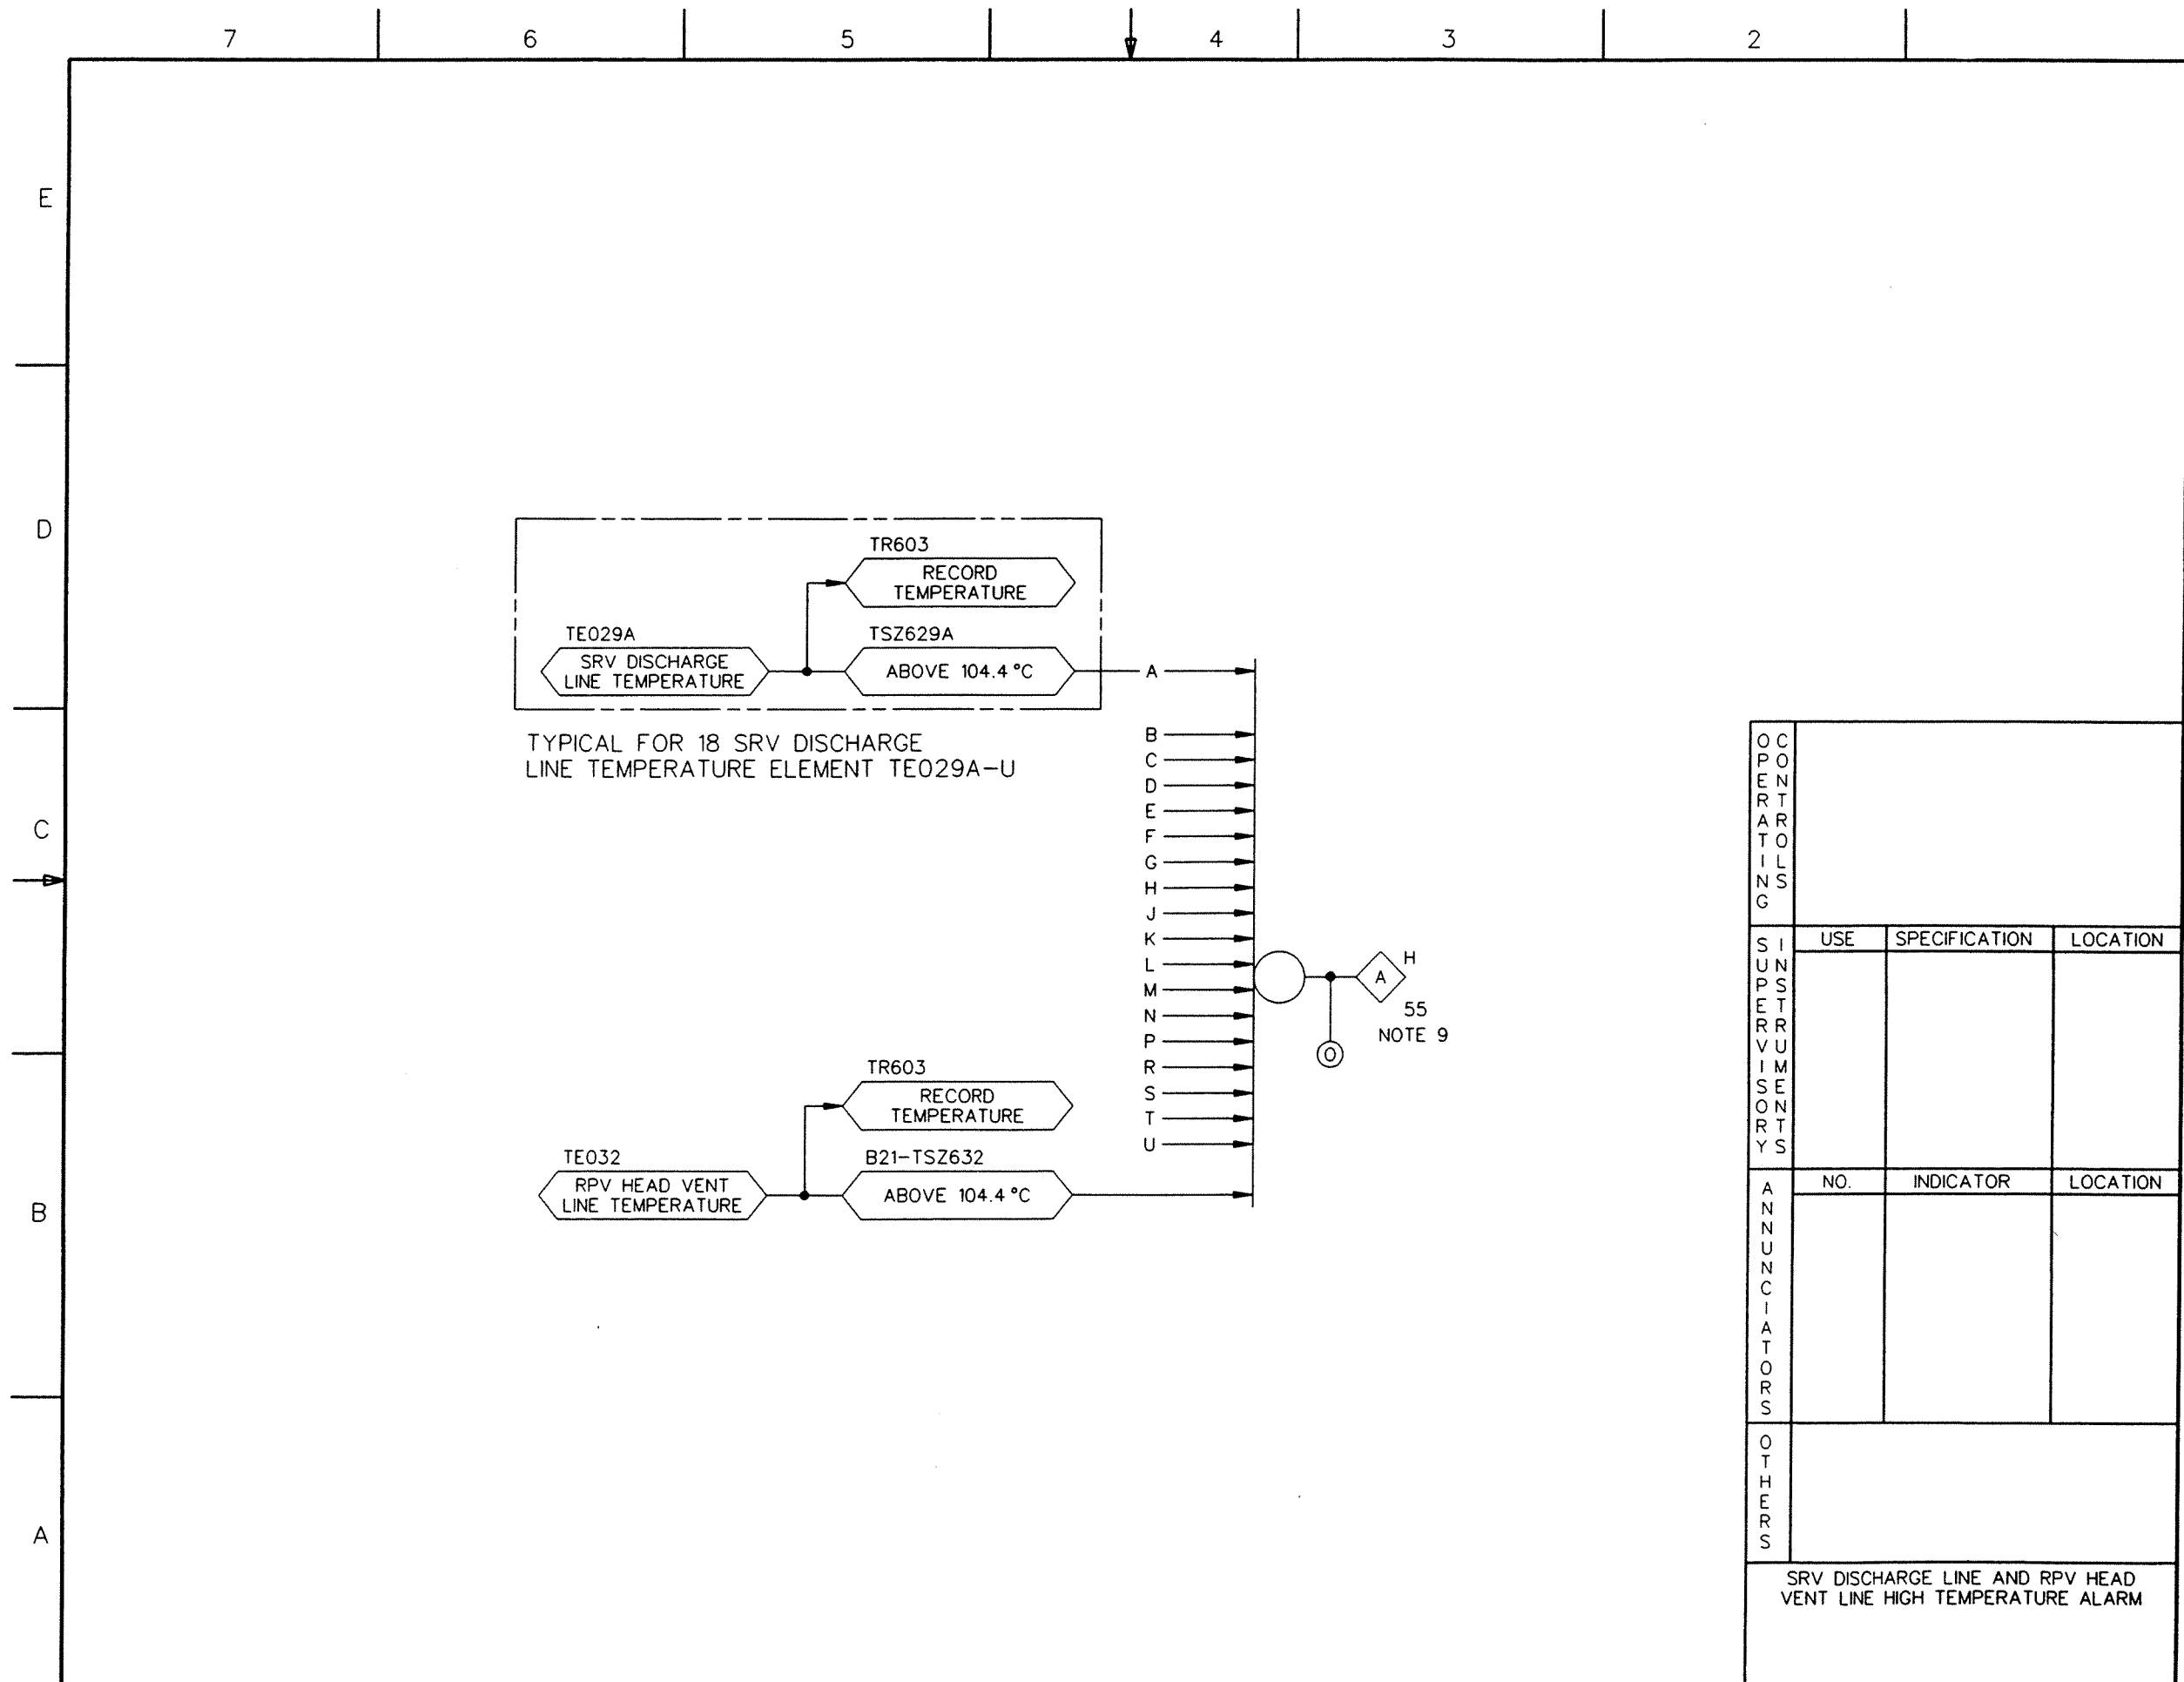 7 6 5 4 3 2
E
D
C
B
A
TR603
RECORD
TEMPERATURE
TE029A
SRV DISCHARGE
LINE TEMPERATURE
TSZ629A
ABOVE 104.4 °C
TYPICAL FOR 18 SRV DISCHARGE
LINE TEMPERATURE ELEMENT TE029A-U
A
B
C
D
E
F
G
H
J
K
L
M
N
P
R
S
T
U
A
H
55
NOTE 9
O
TR603
RECORD
TEMPERATURE
TE032
RPV HEAD VENT
LINE TEMPERATURE
B21-TSZ632
ABOVE 104.4 °C
OPERATING
CONTROLS
SUPERVISORY
INSTRUMENTS
USE SPECIFICATION LOCATION
ANNUNCIATORS
NO. INDICATOR LOCATION
OTHERS
SRV DISCHARGE LINE AND RPV HEAD
VENT LINE HIGH TEMPERATURE ALARM